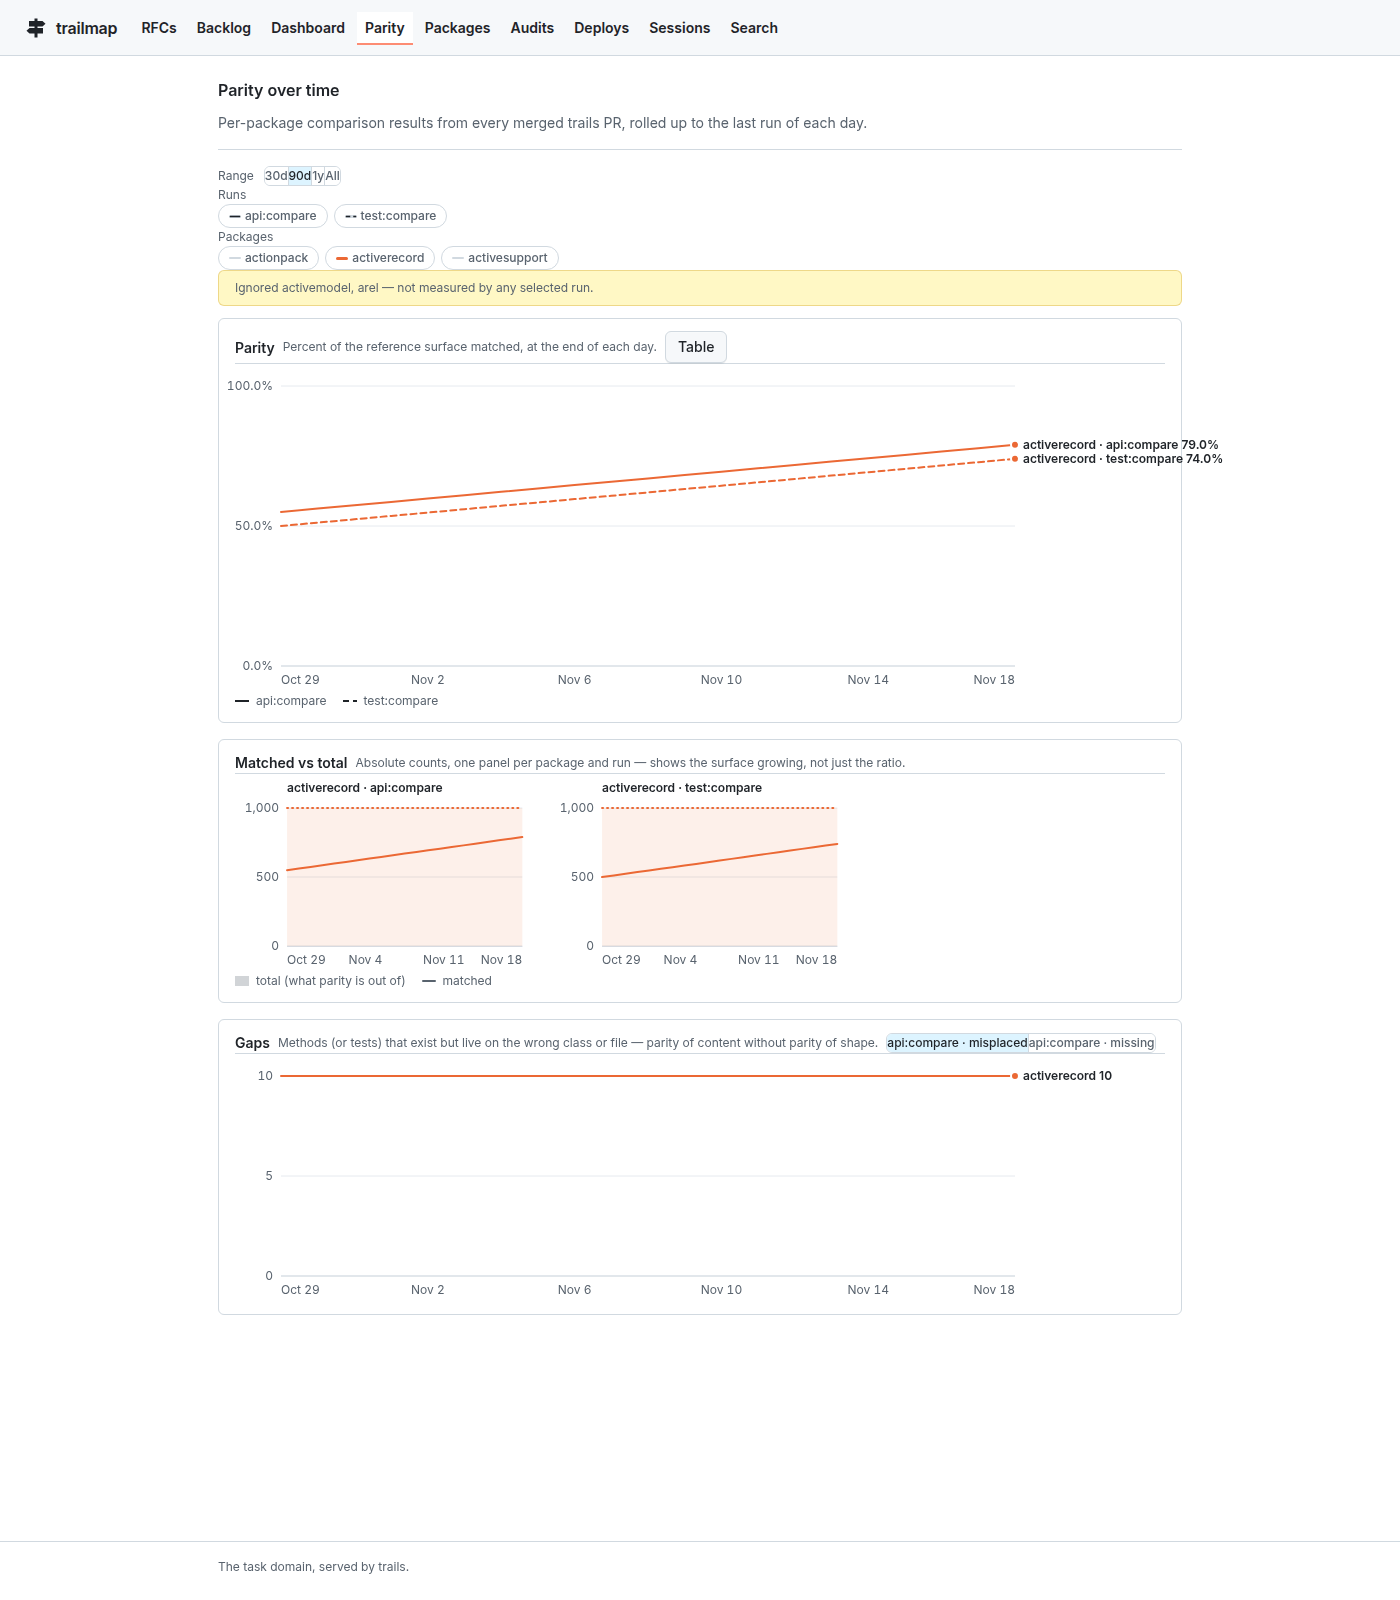 trailmap RFCs Backlog Dashboard Parity Packages Audits Deploys Sessions Search
Parity over time
Per-package comparison results from every merged trails PR, rolled up to the last run of each day.
Range 30d 90d 1y All
Runs
api:compare test:compare
Packages
actionpack activerecord activesupport
Ignored activemodel, arel — not measured by any selected run.
Parity Percent of the reference surface matched, at the end of each day. Table
100.0%
activerecord · api:compare 79.0%
activerecord · test:compare 74.0%
50.0%
0.0%
Oct 29 Nov 2 Nov 6 Nov 10 Nov 14 Nov 18
api:compare test:compare
Matched vs total Absolute counts, one panel per package and run — shows the surface growing, not just the ratio.
activerecord · api:compare activerecord · test:compare
1,000 1,000
500 500
0 0
Oct 29 Nov 4 Nov 11 Nov 18 Oct 29 Nov 4 Nov 11 Nov 18
total (what parity is out of) matched
Gaps Methods (or tests) that exist but live on the wrong class or file — parity of content without parity of shape. api:compare · misplaced api:compare · missing
10 activerecord 10
5
0
Oct 29 Nov 2 Nov 6 Nov 10 Nov 14 Nov 18
The task domain, served by trails.